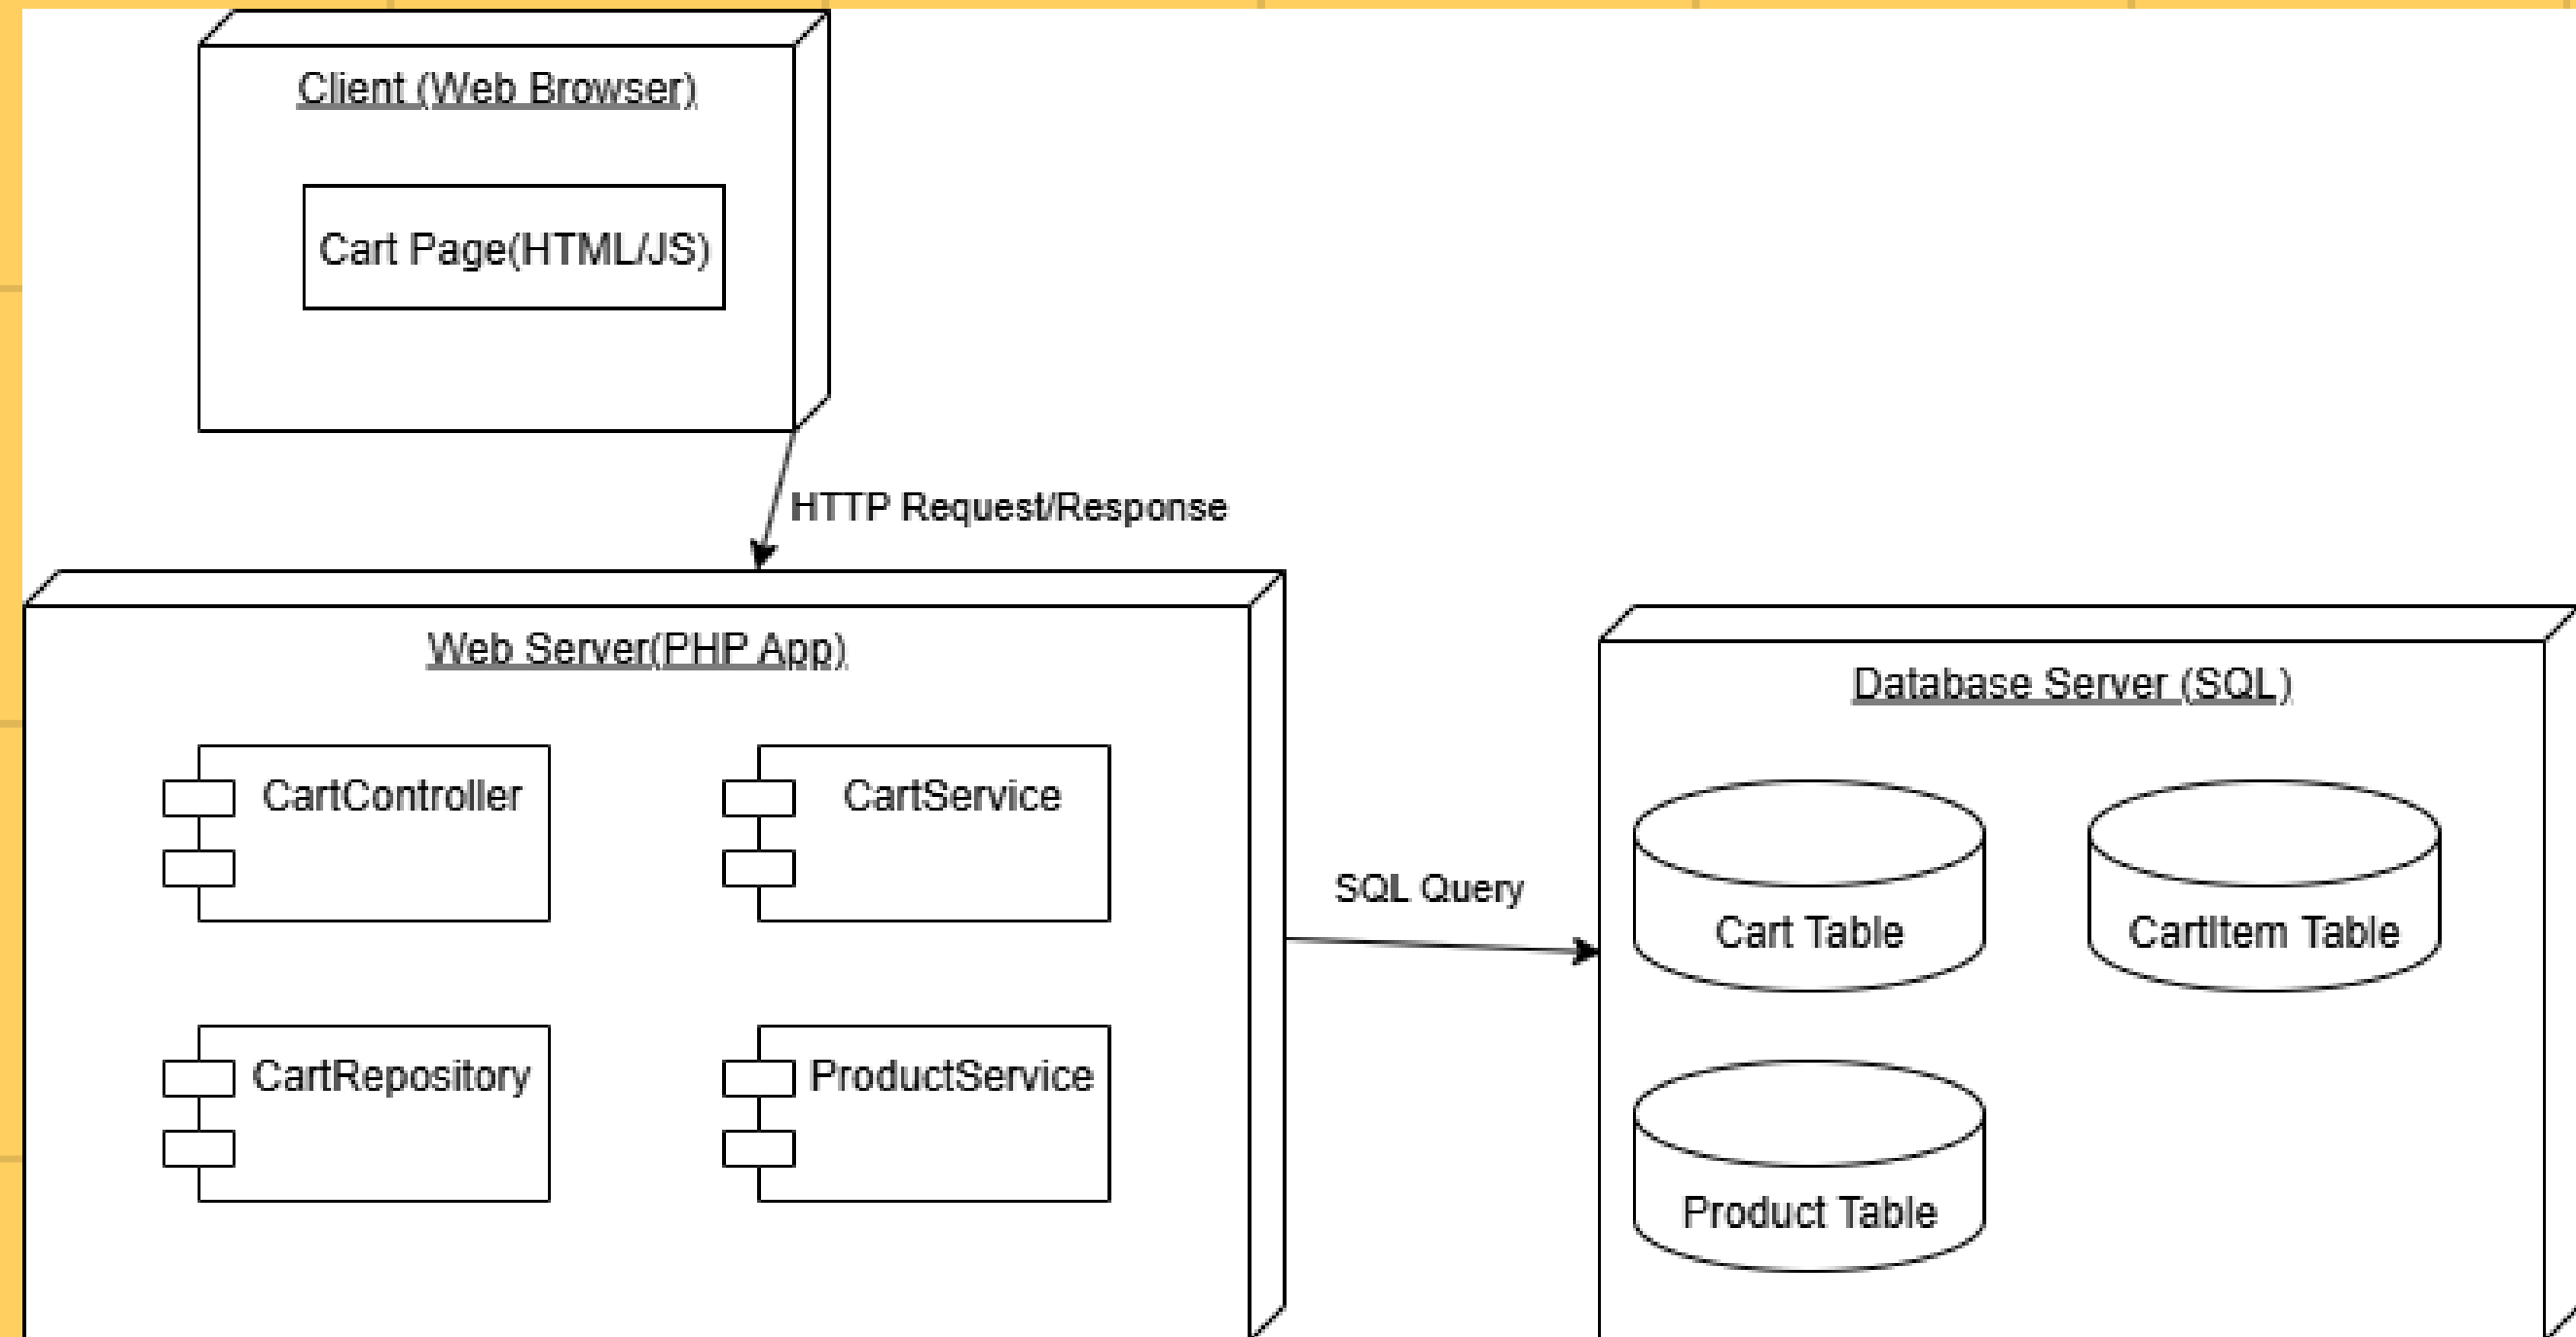 Client (Web Browser)
Cart Page(HTML/JS)
HTTP Request/Response
Web Server(PHP App)
CartController
CartService
CartRepository
ProductService
SQL Query
Database Server (SQL)
Cart Table
CartItem Table
Product Table